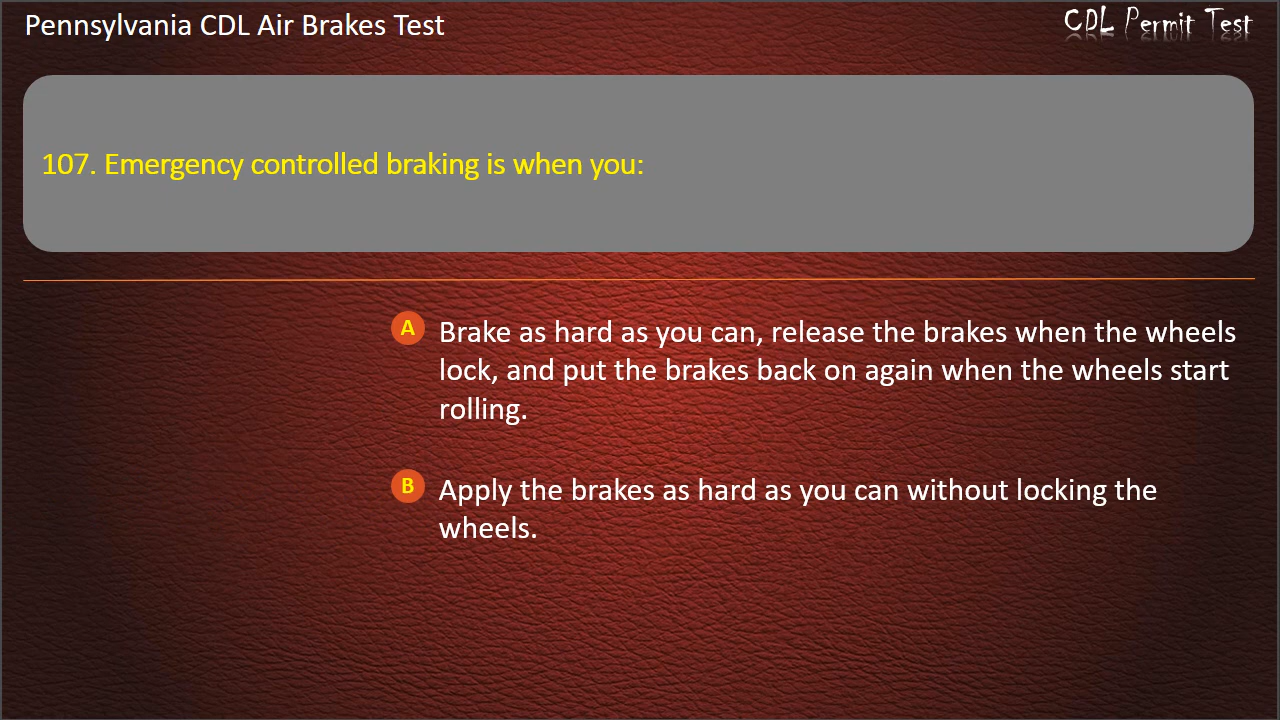 Pennsylvania CDL Air Brakes Test
CDL Permit Test
107. Emergency controlled braking is when you:
A Brake as hard as you can, release the brakes when the wheels
lock, and put the brakes back on again when the wheels start
rolling.
B Apply the brakes as hard as you can without locking the
wheels.